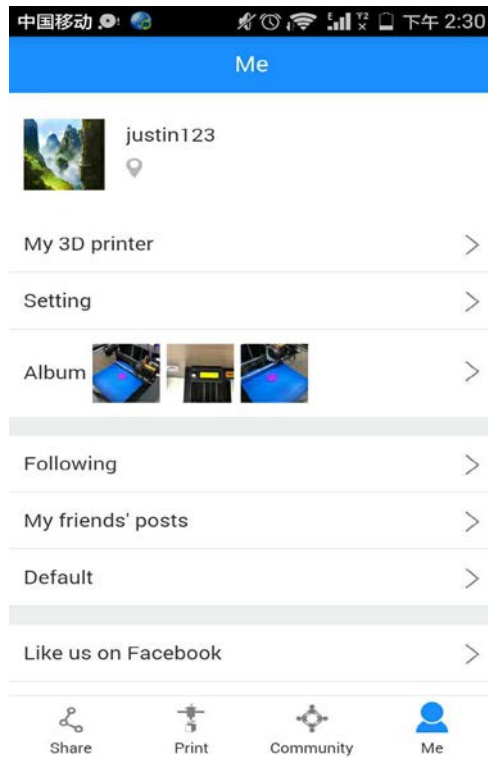 中国移动 下午 2:30
Me
justin123
My 3D printer
Setting
Album
Following
My friends' posts
Default
Like us on Facebook
Share Print Community Me